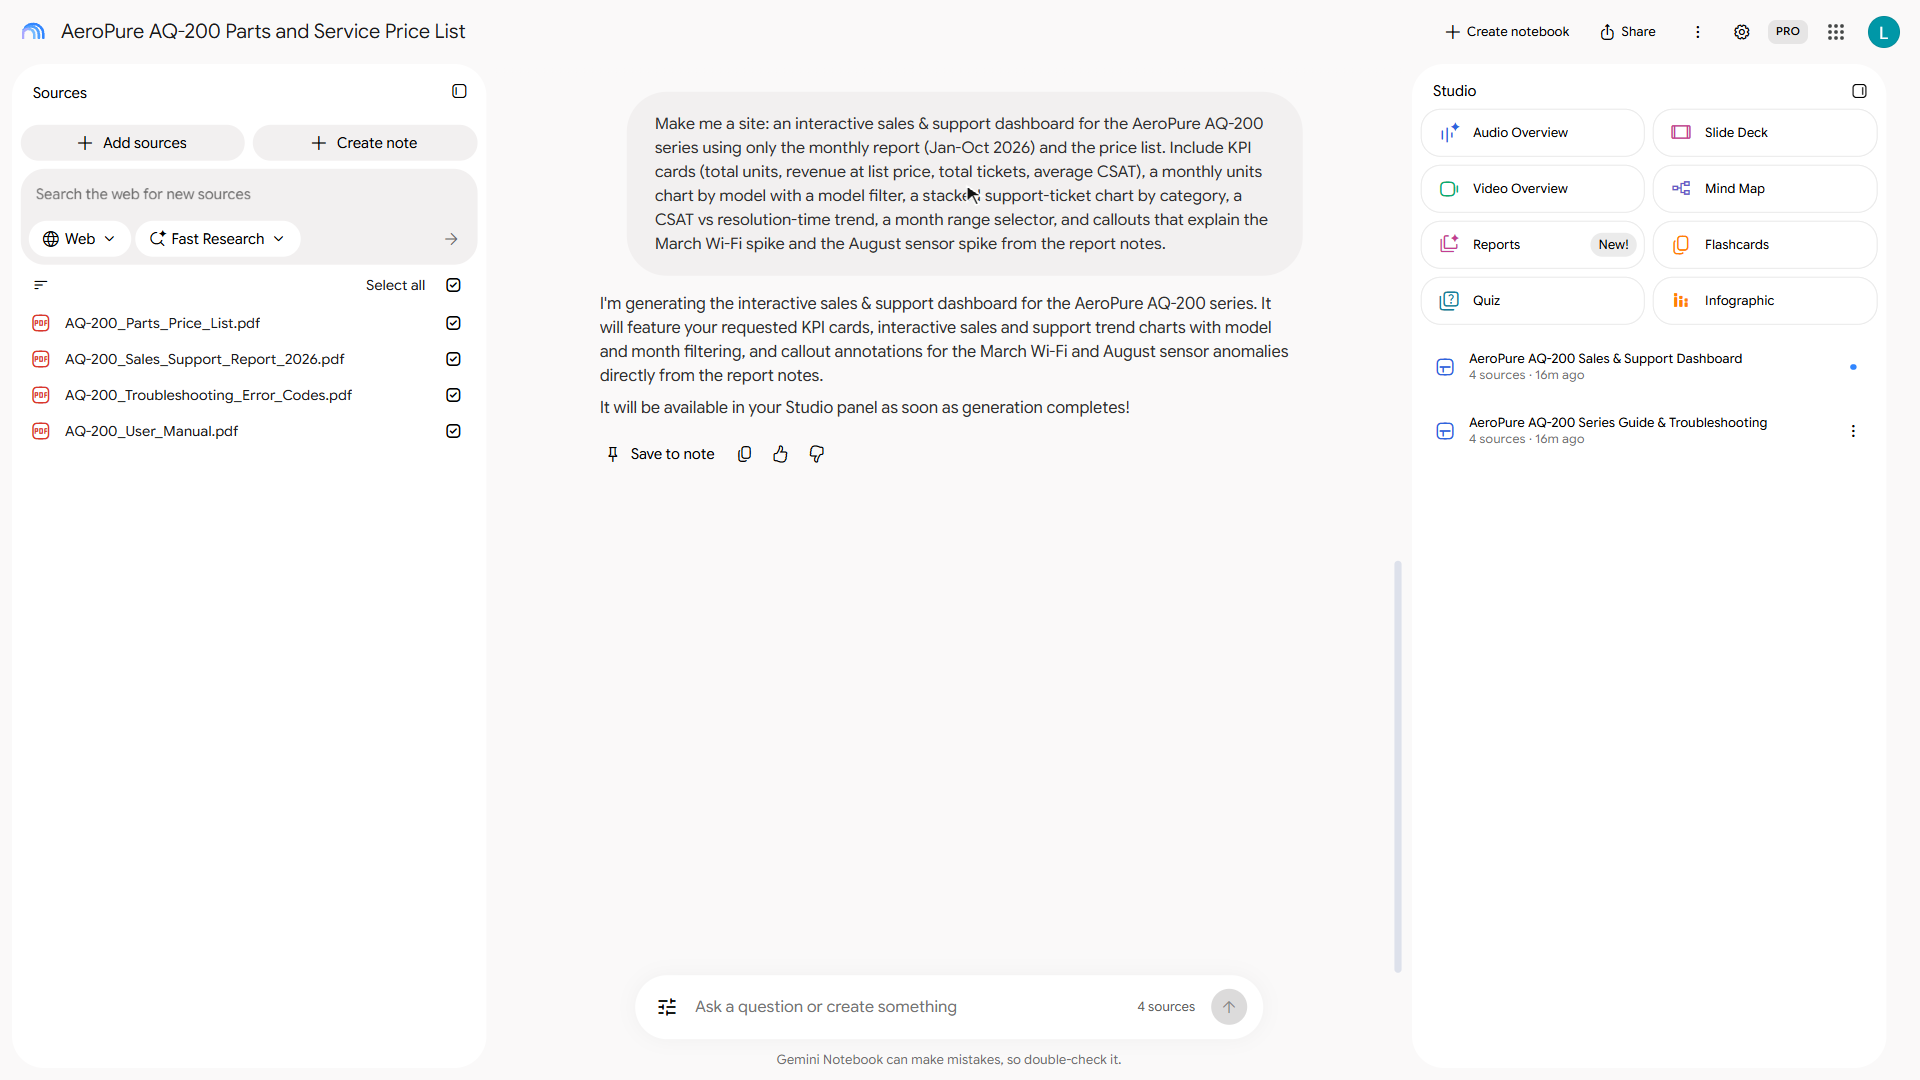 AeroPure AQ-200 Parts and Service Price List
Create notebook
Share
PRO
L
Sources
Add sources
Create note
Search the web for new sources
Web
Fast Research
Select all
AQ-200_Parts_Price_List.pdf
AQ-200_Sales_Support_Report_2026.pdf
AQ-200_Troubleshooting_Error_Codes.pdf
AQ-200_User_Manual.pdf
Make me a site: an interactive sales & support dashboard for the AeroPure AQ-200
series using only the monthly report (Jan-Oct 2026) and the price list. Include KPI
cards (total units, revenue at list price, total tickets, average CSAT), a monthly units
chart by model with a model filter, a stacked support-ticket chart by category, a
CSAT vs resolution-time trend, a month range selector, and callouts that explain the
March Wi-Fi spike and the August sensor spike from the report notes.
I'm generating the interactive sales & support dashboard for the AeroPure AQ-200 series. It
will feature your requested KPI cards, interactive sales and support trend charts with model
and month filtering, and callout annotations for the March Wi-Fi and August sensor anomalies
directly from the report notes.
It will be available in your Studio panel as soon as generation completes!
Save to note
Ask a question or create something
4 sources
Gemini Notebook can make mistakes, so double-check it.
Studio
Audio Overview
Slide Deck
Video Overview
Mind Map
Reports
New!
Flashcards
Quiz
Infographic
AeroPure AQ-200 Sales & Support Dashboard
4 sources · 16m ago
AeroPure AQ-200 Series Guide & Troubleshooting
4 sources · 16m ago